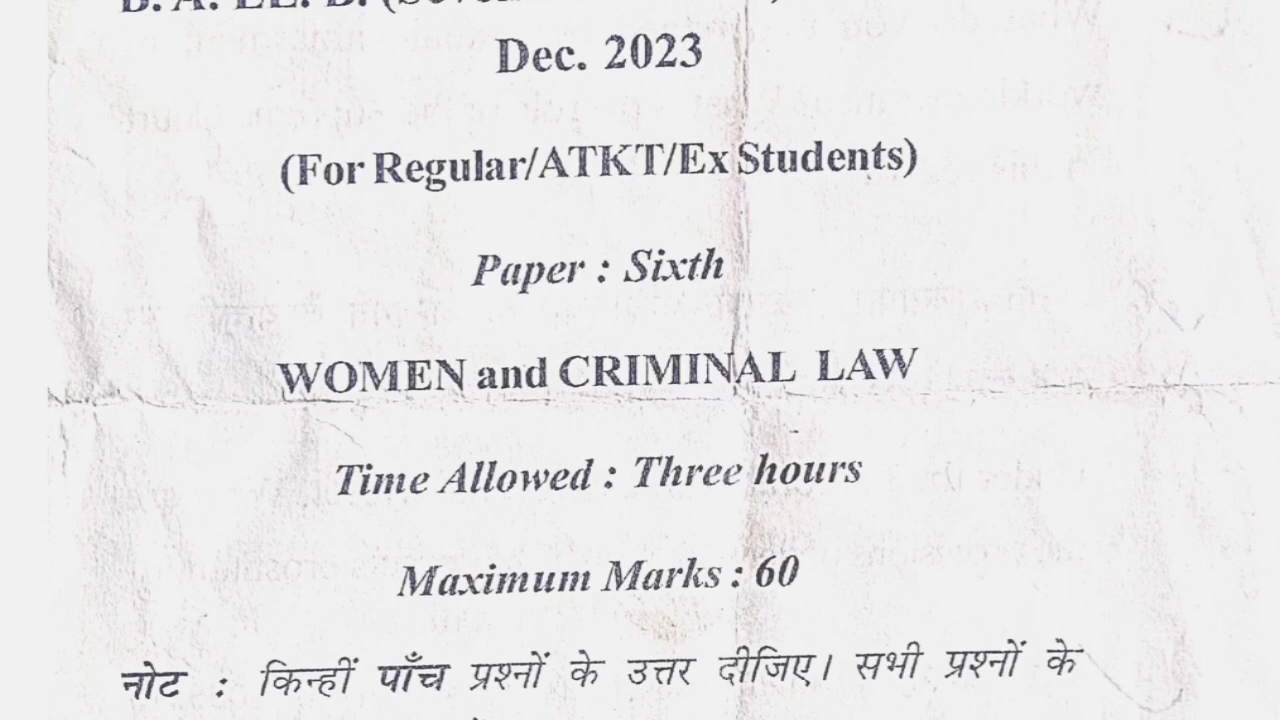 B. A. LL. B.
Dec. 2023
(For Regular/ATKT/Ex Students)
Paper : Sixth
WOMEN and CRIMINAL LAW
Time Allowed : Three hours
Maximum Marks : 60
नोट : किन्हीं पाँच प्रश्नों के उत्तर दीजिए। सभी प्रश्नों के